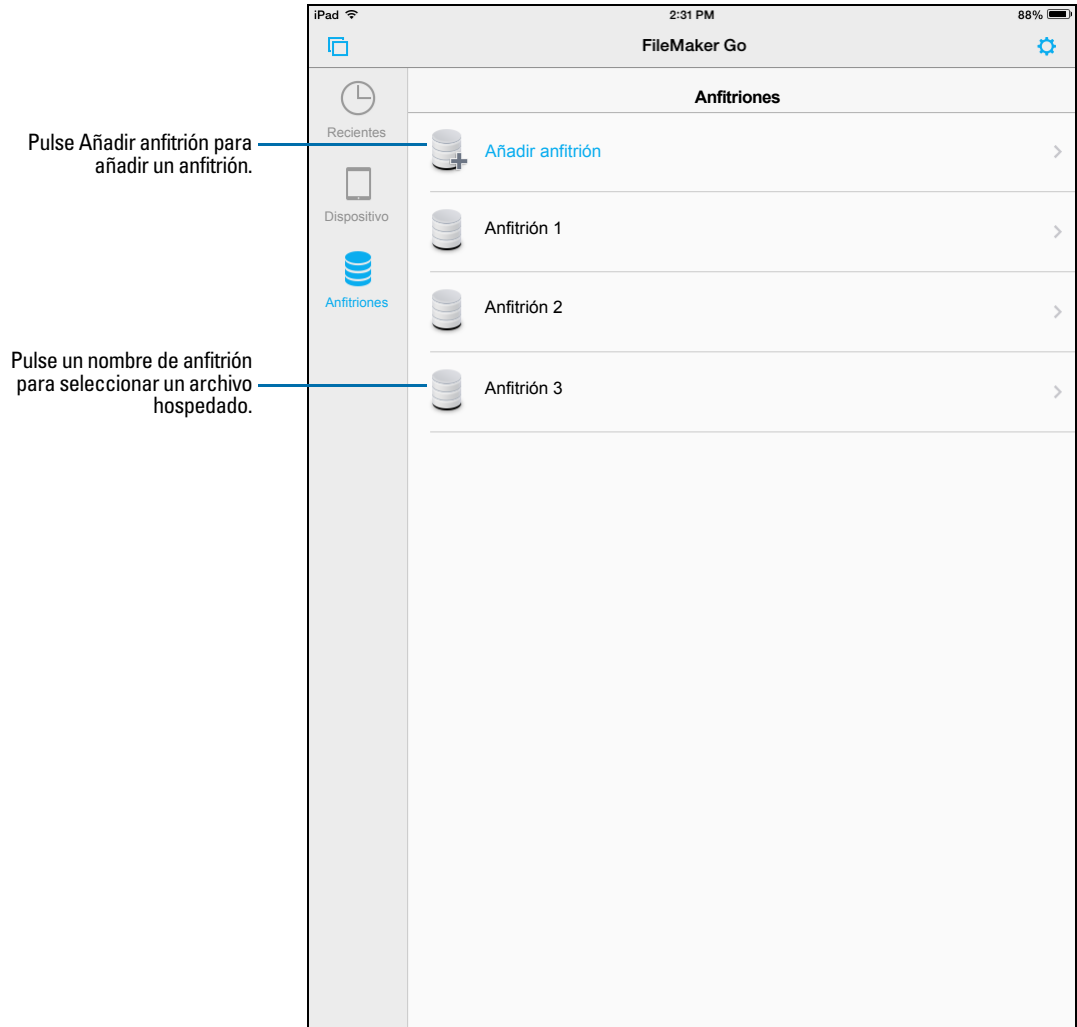 iPad
2:31 PM
88%
FileMaker Go
Recientes
Dispositivo
Anfitriones
Anfitriones
Añadir anfitrión
Anfitrión 1
Anfitrión 2
Anfitrión 3
Pulse Añadir anfitrión para
añadir un anfitrión.
Pulse un nombre de anfitrión
para seleccionar un archivo
hospedado.